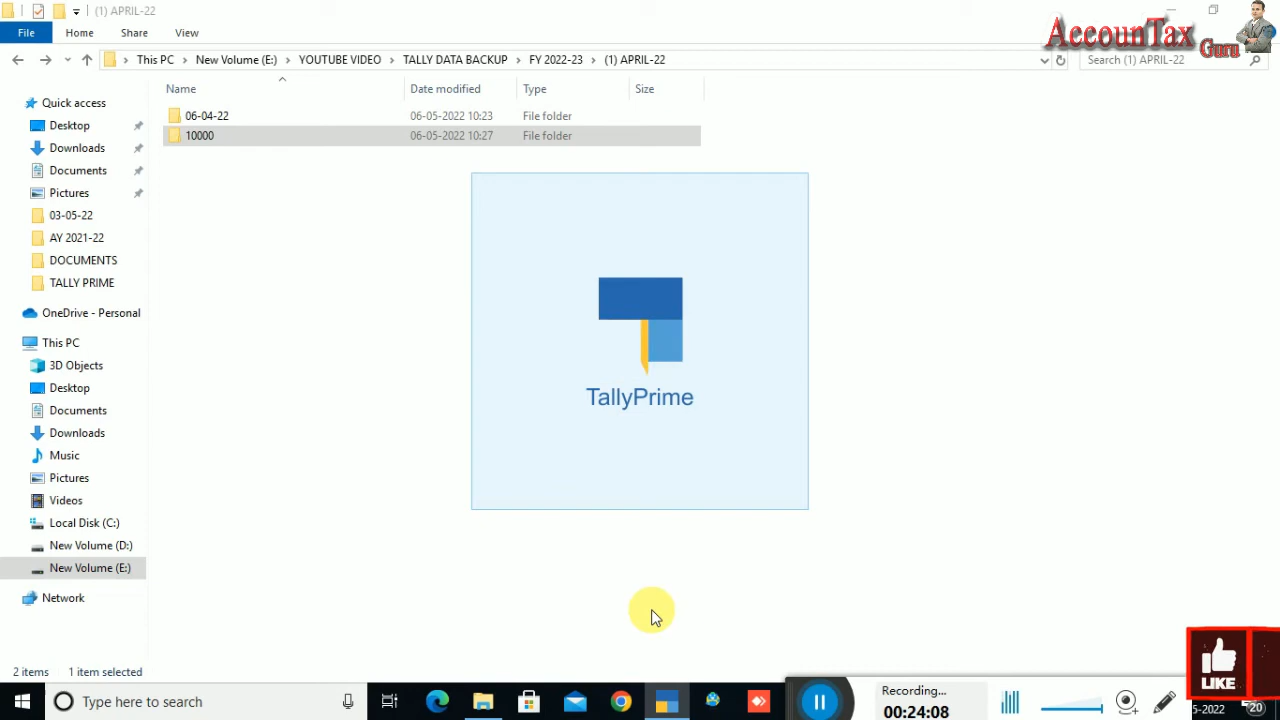 (1) APRIL-22
File Home Share View
This PC New Volume (E:) YOUTUBE VIDEO TALLY DATA BACKUP FY 2022-23 (1) APRIL-22 Search (1) APRIL-22
AccounTax
Guru
Name Date modified Type Size
06-04-22 06-05-2022 10:23 File folder
10000 06-05-2022 10:27 File folder
Quick access
Desktop
Downloads
Documents
Pictures
03-05-22
AY 2021-22
DOCUMENTS
TALLY PRIME
OneDrive - Personal
This PC
3D Objects
Desktop
Documents
Downloads
Music
Pictures
Videos
Local Disk (C:)
New Volume (D:)
New Volume (E:)
Network
TallyPrime
2 items 1 item selected
LIKE
Type here to search
Recording...
00:24:08
5-2022
20